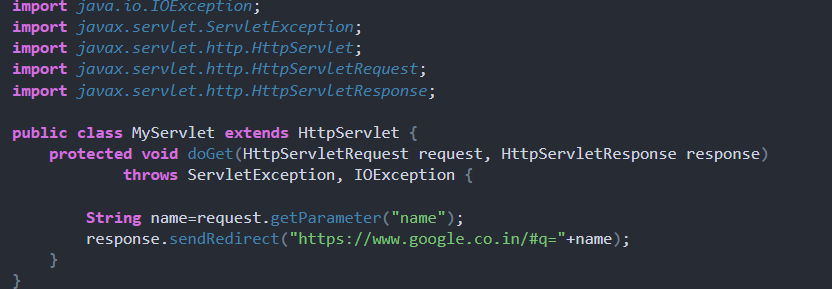 import java.io.IOException;
import javax.servlet.ServletException;
import javax.servlet.http.HttpServlet;
import javax.servlet.http.HttpServletRequest;
import javax.servlet.http.HttpServletResponse;
public class MyServlet extends HttpServlet {
protected void doGet(HttpServletRequest request, HttpServletResponse response)
throws ServletException, IOException {
String name=request.getParameter("name");
response.sendRedirect("https://www.google.co.in/#q="+name);
}
}